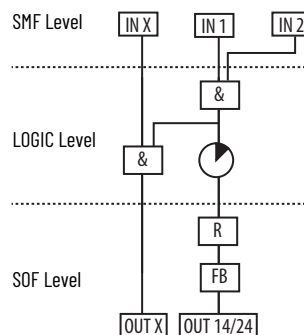 SMF Level IN X IN 1 IN 2
&
LOGIC Level
&
R
SOF Level FB
OUT X OUT 14/24